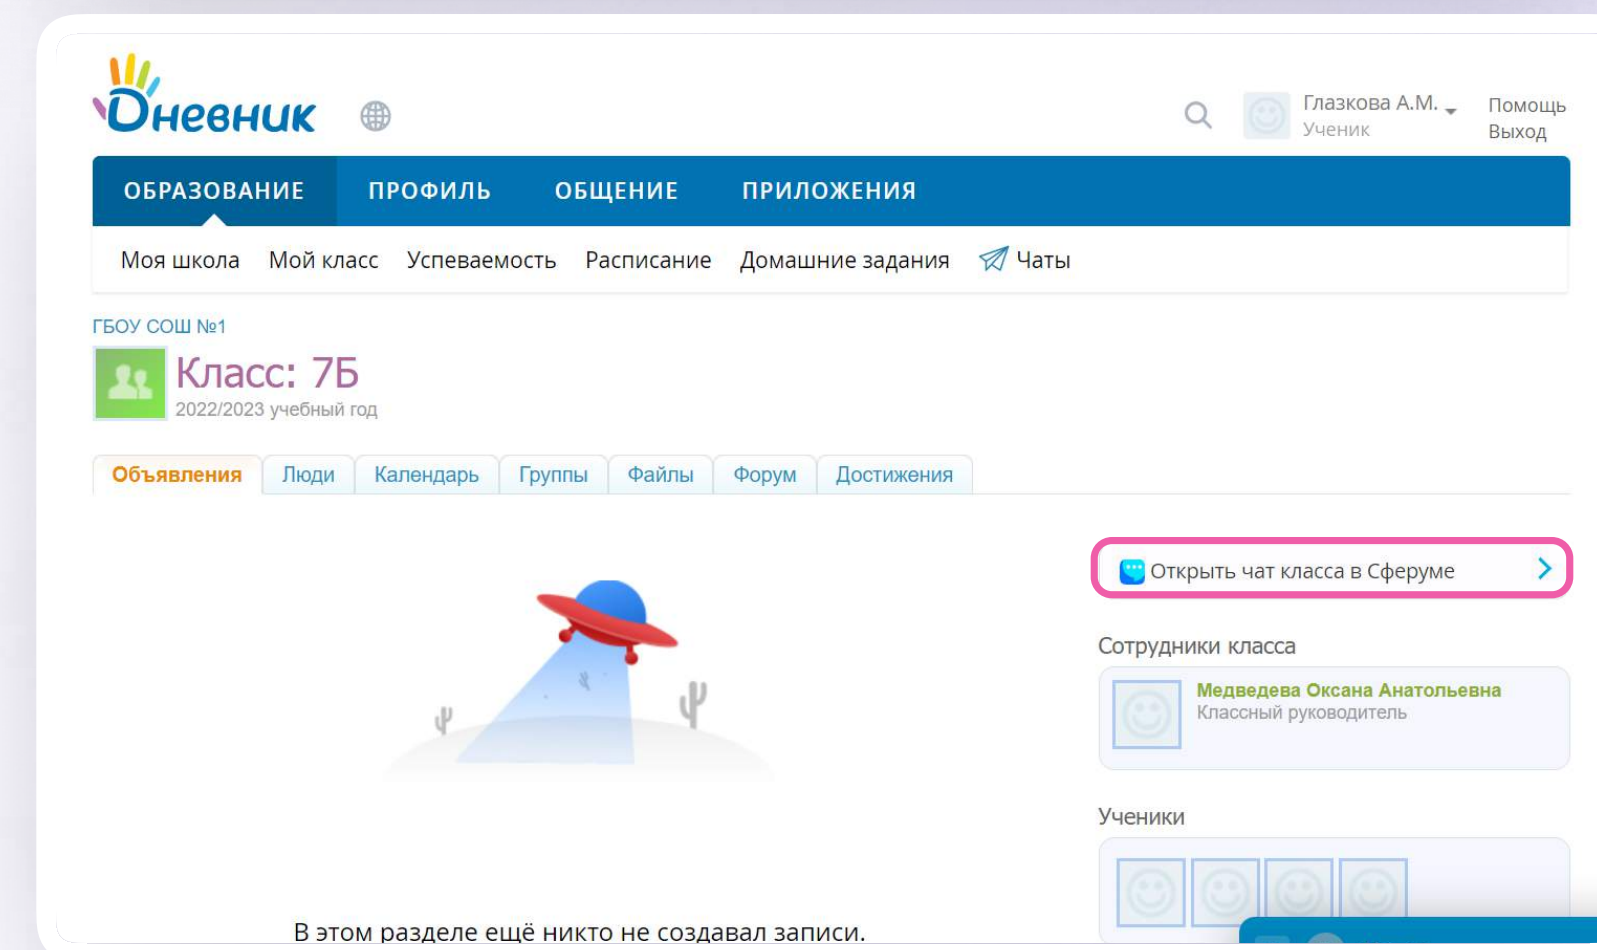 Дневник
Глазкова А.М.
Ученик
Помощь
Выход
ОБРАЗОВАНИЕ ПРОФИЛЬ ОБЩЕНИЕ ПРИЛОЖЕНИЯ
Моя школа Мой класс Успеваемость Расписание Домашние задания Чаты
ГБОУ СОШ №1
Класс: 7Б
2022/2023 учебный год
Объявления Люди Календарь Группы Файлы Форум Достижения
Открыть чат класса в Сферуме
Сотрудники класса
Медведева Оксана Анатольевна
Классный руководитель
Ученики
В этом разделе ещё никто не создавал записи.